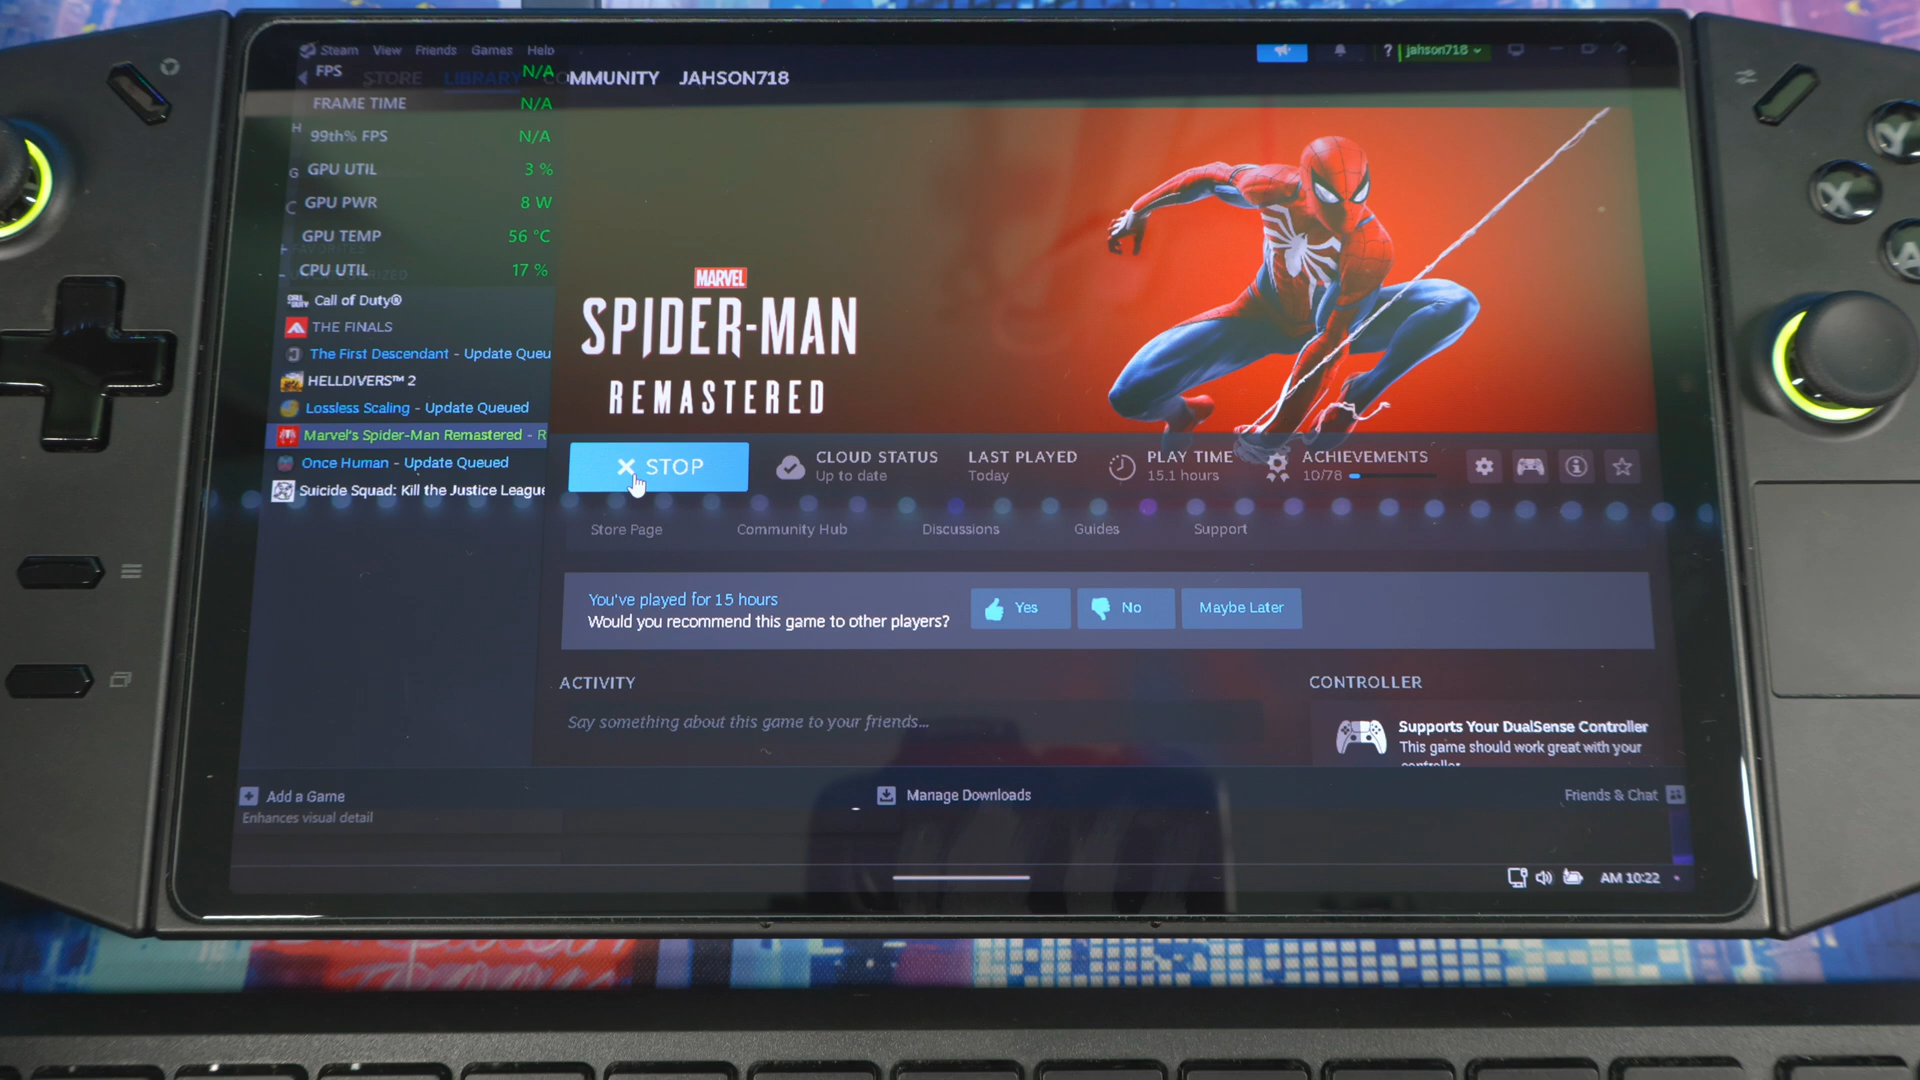 Steam View Friends Games Help
? jahson718
STORE LIBRARY COMMUNITY JAHSON718
FPS N/A
FRAME TIME N/A
99th% FPS N/A
GPU UTIL 3 %
GPU PWR 8 W
GPU TEMP 56 °C
CPU UTIL 17 %
Call of Duty®
THE FINALS
The First Descendant - Update Queu
HELLDIVERS™ 2
Lossless Scaling - Update Queued
Marvel's Spider-Man Remastered - R
Once Human - Update Queued
Suicide Squad: Kill the Justice League
MARVEL
SPIDER-MAN
REMASTERED
STOP
CLOUD STATUS
Up to date
LAST PLAYED
Today
PLAY TIME
15.1 hours
ACHIEVEMENTS
10/78
Store Page Community Hub Discussions Guides Support
You've played for 15 hours
Would you recommend this game to other players?
Yes No Maybe Later
ACTIVITY
Say something about this game to your friends...
CONTROLLER
Supports Your DualSense Controller
This game should work great with your
controller
Add a Game
Manage Downloads
Friends & Chat
Enhances visual detail
AM 10:22
Y
X
A